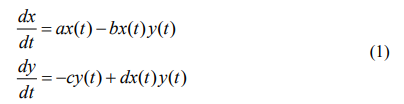 dx/dt = ax(t) − bx(t)y(t)
(1)
dy/dt = −cy(t) + dx(t)y(t)